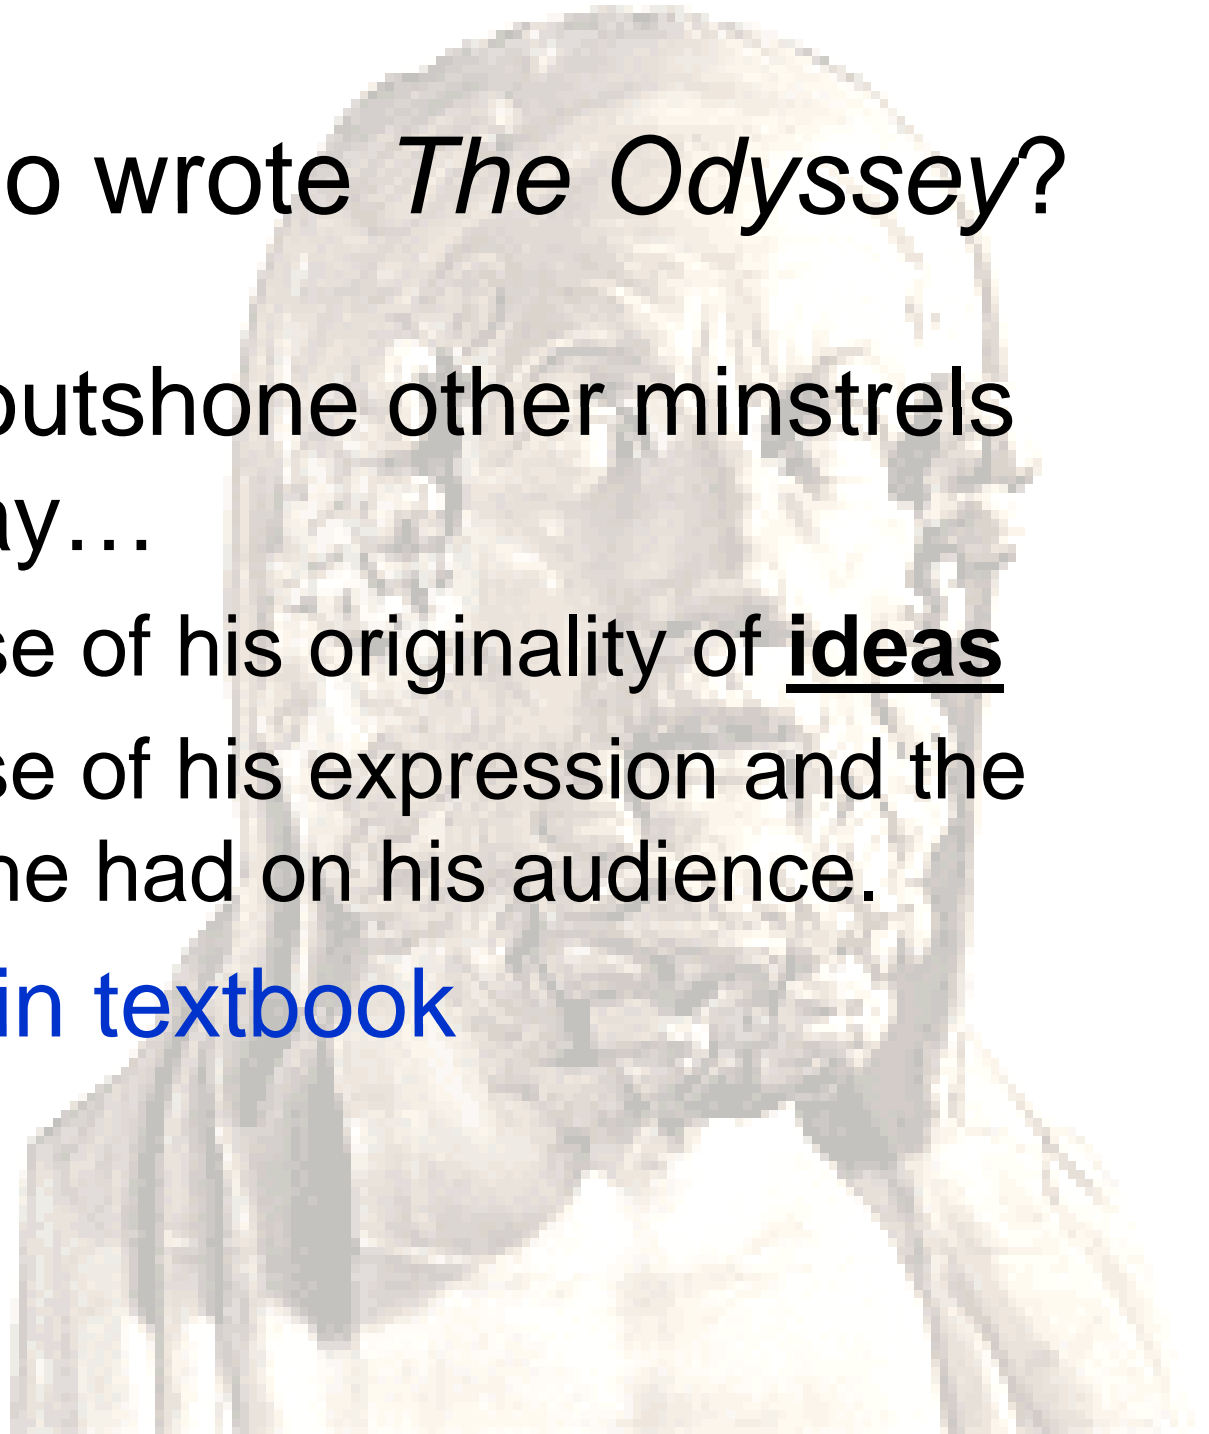 o wrote The Odyssey?
outshone other minstrels
ay…
se of his originality of ideas
se of his expression and the
he had on his audience.
in textbook